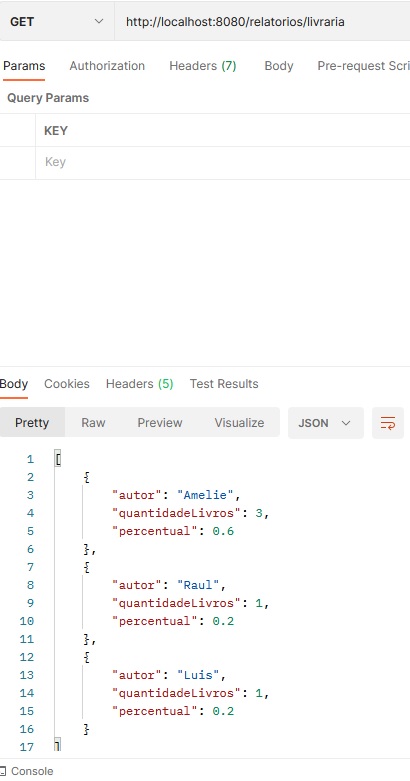 GET http://localhost:8080/relatorios/livraria
Params Authorization Headers (7) Body Pre-request Scri
Query Params
KEY
Key
Body Cookies Headers (5) Test Results
Pretty Raw Preview Visualize JSON
1 [
2 {
3 "autor": "Amelie",
4 "quantidadeLivros": 3,
5 "percentual": 0.6
6 },
7 {
8 "autor": "Raul",
9 "quantidadeLivros": 1,
10 "percentual": 0.2
11 },
12 {
13 "autor": "Luis",
14 "quantidadeLivros": 1,
15 "percentual": 0.2
16 }
17 ]
Console